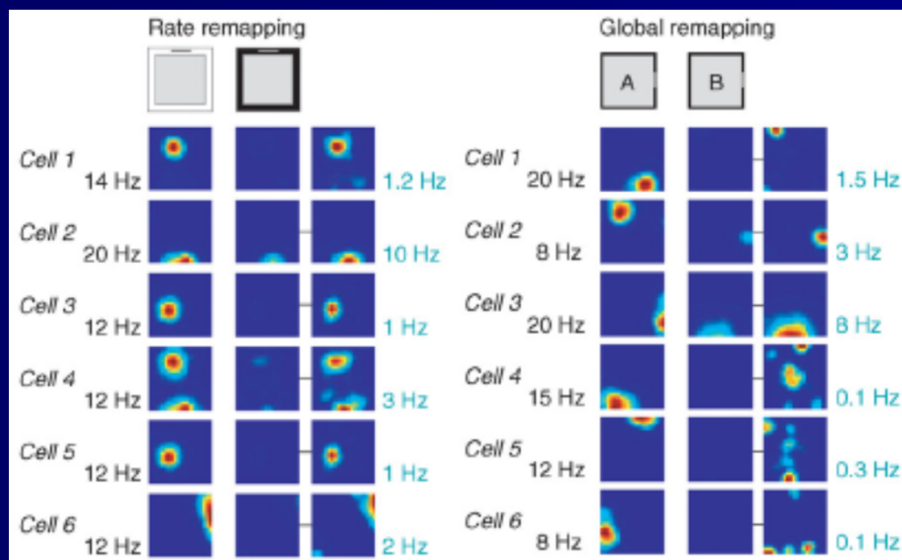 Rate remapping
Cell 1
14 Hz
1.2 Hz
Cell 2
20 Hz
10 Hz
Cell 3
12 Hz
1 Hz
Cell 4
12 Hz
3 Hz
Cell 5
12 Hz
1 Hz
Cell 6
12 Hz
2 Hz
Global remapping
A
B
Cell 1
20 Hz
1.5 Hz
Cell 2
8 Hz
3 Hz
Cell 3
20 Hz
8 Hz
Cell 4
15 Hz
0.1 Hz
Cell 5
12 Hz
0.3 Hz
Cell 6
8 Hz
0.1 Hz